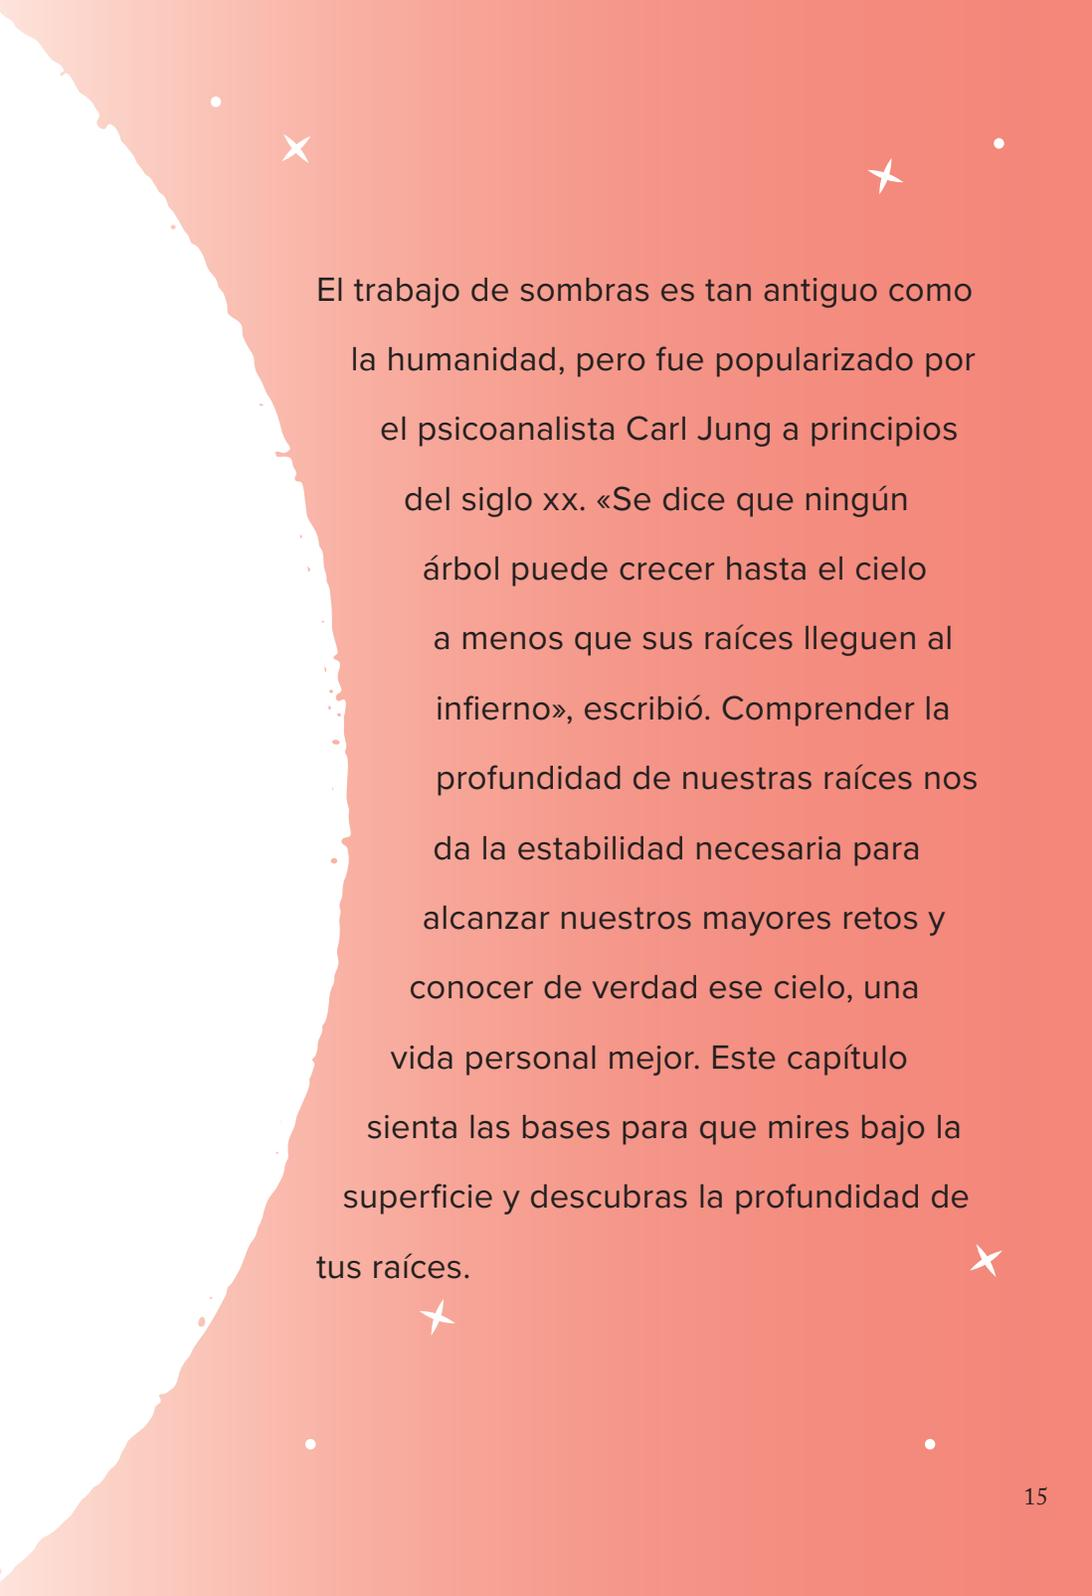 El trabajo de sombras es tan antiguo como
la humanidad, pero fue popularizado por
el psicoanalista Carl Jung a principios
del siglo xx. «Se dice que ningún
árbol puede crecer hasta el cielo
a menos que sus raíces lleguen al
infierno», escribió. Comprender la
profundidad de nuestras raíces nos
da la estabilidad necesaria para
alcanzar nuestros mayores retos y
conocer de verdad ese cielo, una
vida personal mejor. Este capítulo
sienta las bases para que mires bajo la
superficie y descubras la profundidad de
tus raíces.
15